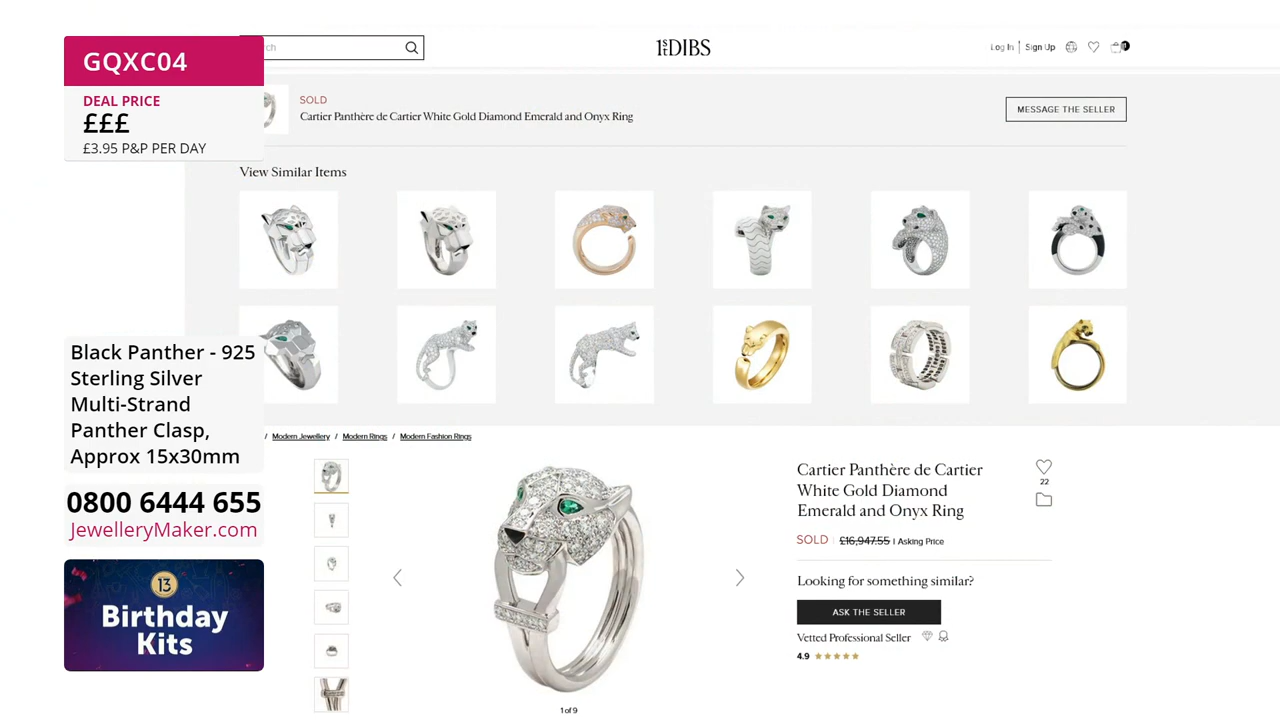 GQXC04
DEAL PRICE
£££
£3.95 P&P PER DAY
ch
1STDIBS
Log In | Sign Up
SOLD
Cartier Panthère de Cartier White Gold Diamond Emerald and Onyx Ring
MESSAGE THE SELLER
View Similar Items
Black Panther - 925
Sterling Silver
Multi-Strand
Panther Clasp,
Approx 15x30mm
0800 6444 655
JewelleryMaker.com
13
Birthday
Kits
/ Modern Jewellery / Modern Rings / Modern Fashion Rings
1 of 9
Cartier Panthère de Cartier
White Gold Diamond
Emerald and Onyx Ring
22
SOLD £16,947.55 | Asking Price
Looking for something similar?
ASK THE SELLER
Vetted Professional Seller
4.9